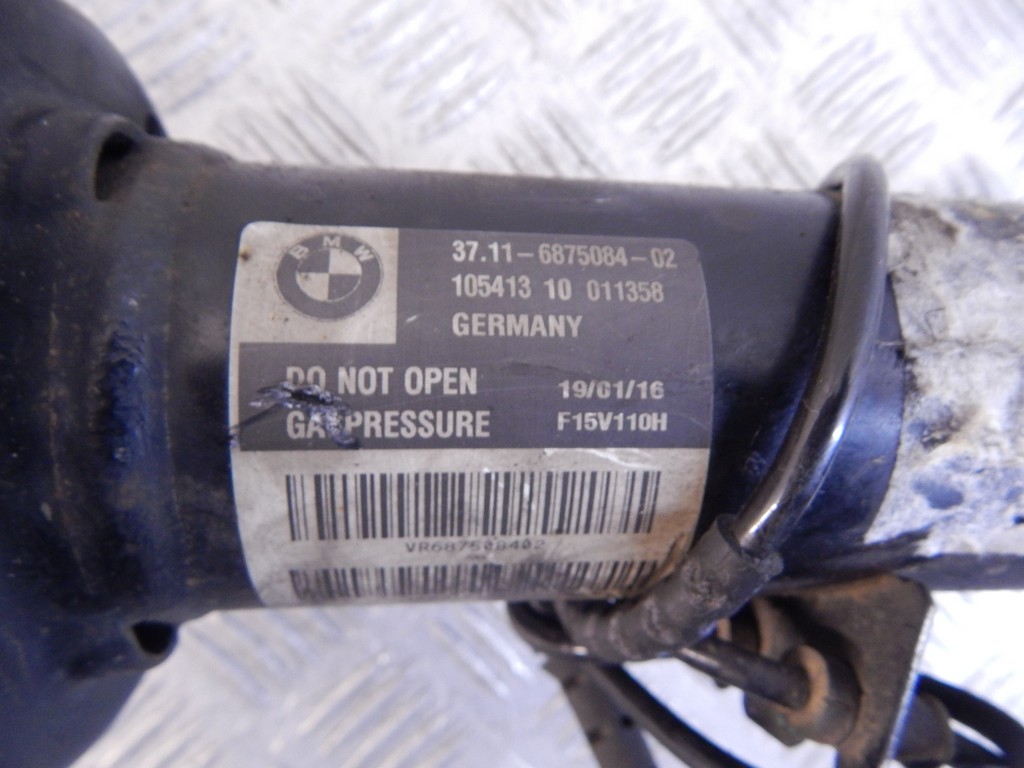 BMW
37.11-6875084-02
105413 10 011358
GERMANY
DO NOT OPEN
19/01/16
GAS PRESSURE
F15V110H
VR687508402